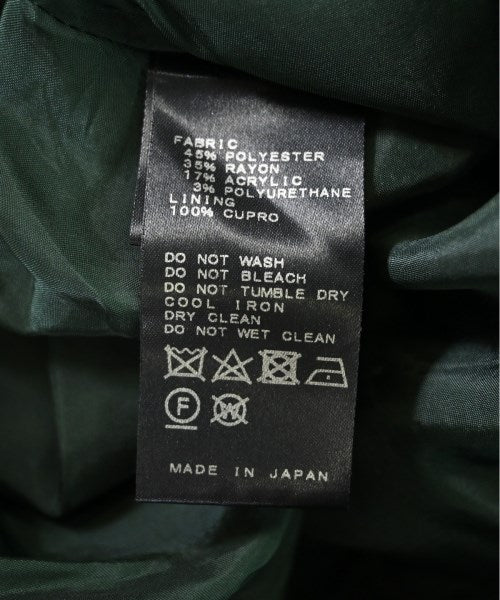 FABRIC
45% POLYESTER
35% RAYON
17% ACRYLIC
3% POLYURETHANE
LINING
100% CUPRO
DO NOT WASH
DO NOT BLEACH
DO NOT TUMBLE DRY
COOL IRON
DRY CLEAN
DO NOT WET CLEAN
F
W
MADE IN JAPAN